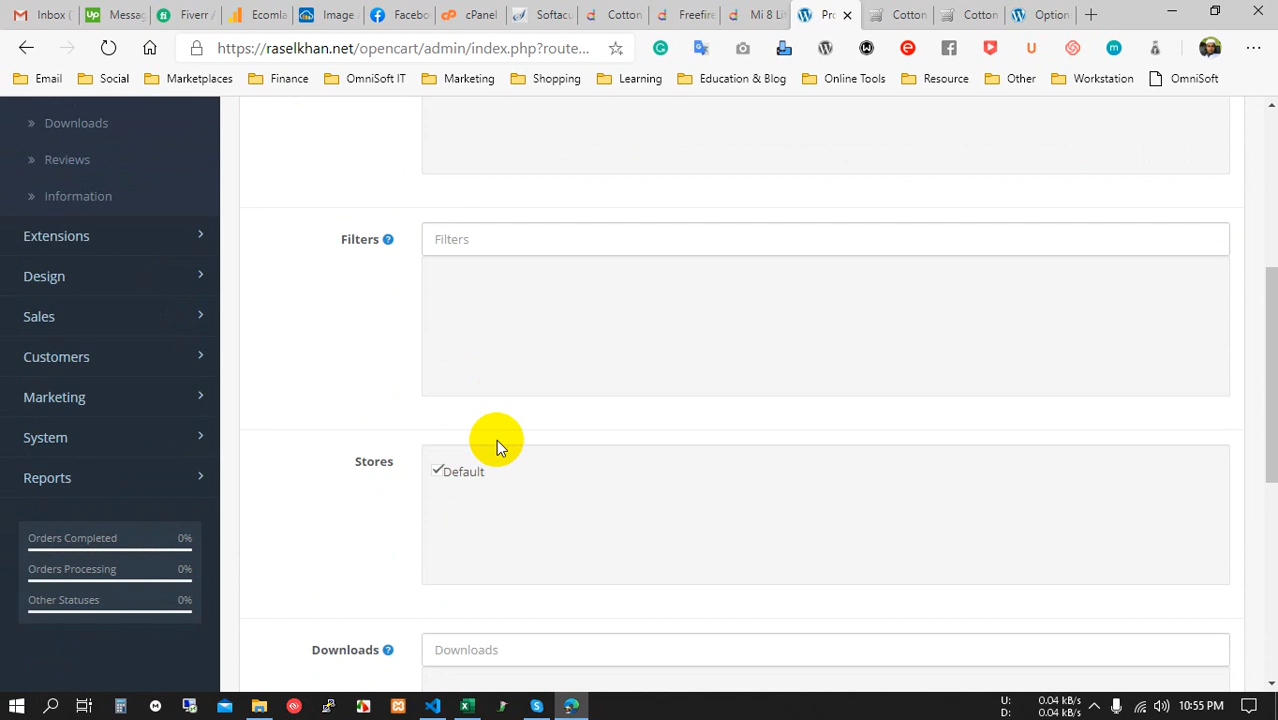 Inbox (
Messag
Fiverr /
Ecomla
Image .
Facebo
cPanel
Softacu
Cotton
Freefire
Mi 8 Lit
Pro
Cotton
Cotton
Option
https://raselkhan.net/opencart/admin/index.php?route...
Email
Social
Marketplaces
Finance
OmniSoft IT
Marketing
Shopping
Learning
Education & Blog
Online Tools
Resource
Other
Workstation
OmniSoft
» Downloads
» Reviews
» Information
Extensions
Design
Sales
Customers
Marketing
System
Reports
Orders Completed 0%
Orders Processing 0%
Other Statuses 0%
Filters
Filters
Stores
Default
Downloads
Downloads
U: 0.04 kB/s
D: 0.04 kB/s
10:55 PM